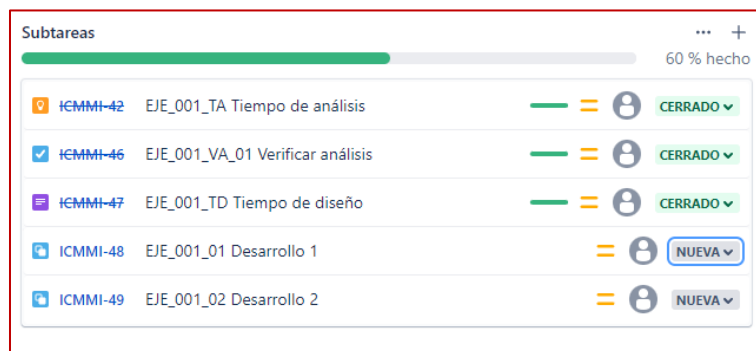 Subtareas
60 % hecho
ICMMI-42 EJE_001_TA Tiempo de análisis CERRADO
ICMMI-46 EJE_001_VA_01 Verificar análisis CERRADO
ICMMI-47 EJE_001_TD Tiempo de diseño CERRADO
ICMMI-48 EJE_001_01 Desarrollo 1 NUEVA
ICMMI-49 EJE_001_02 Desarrollo 2 NUEVA